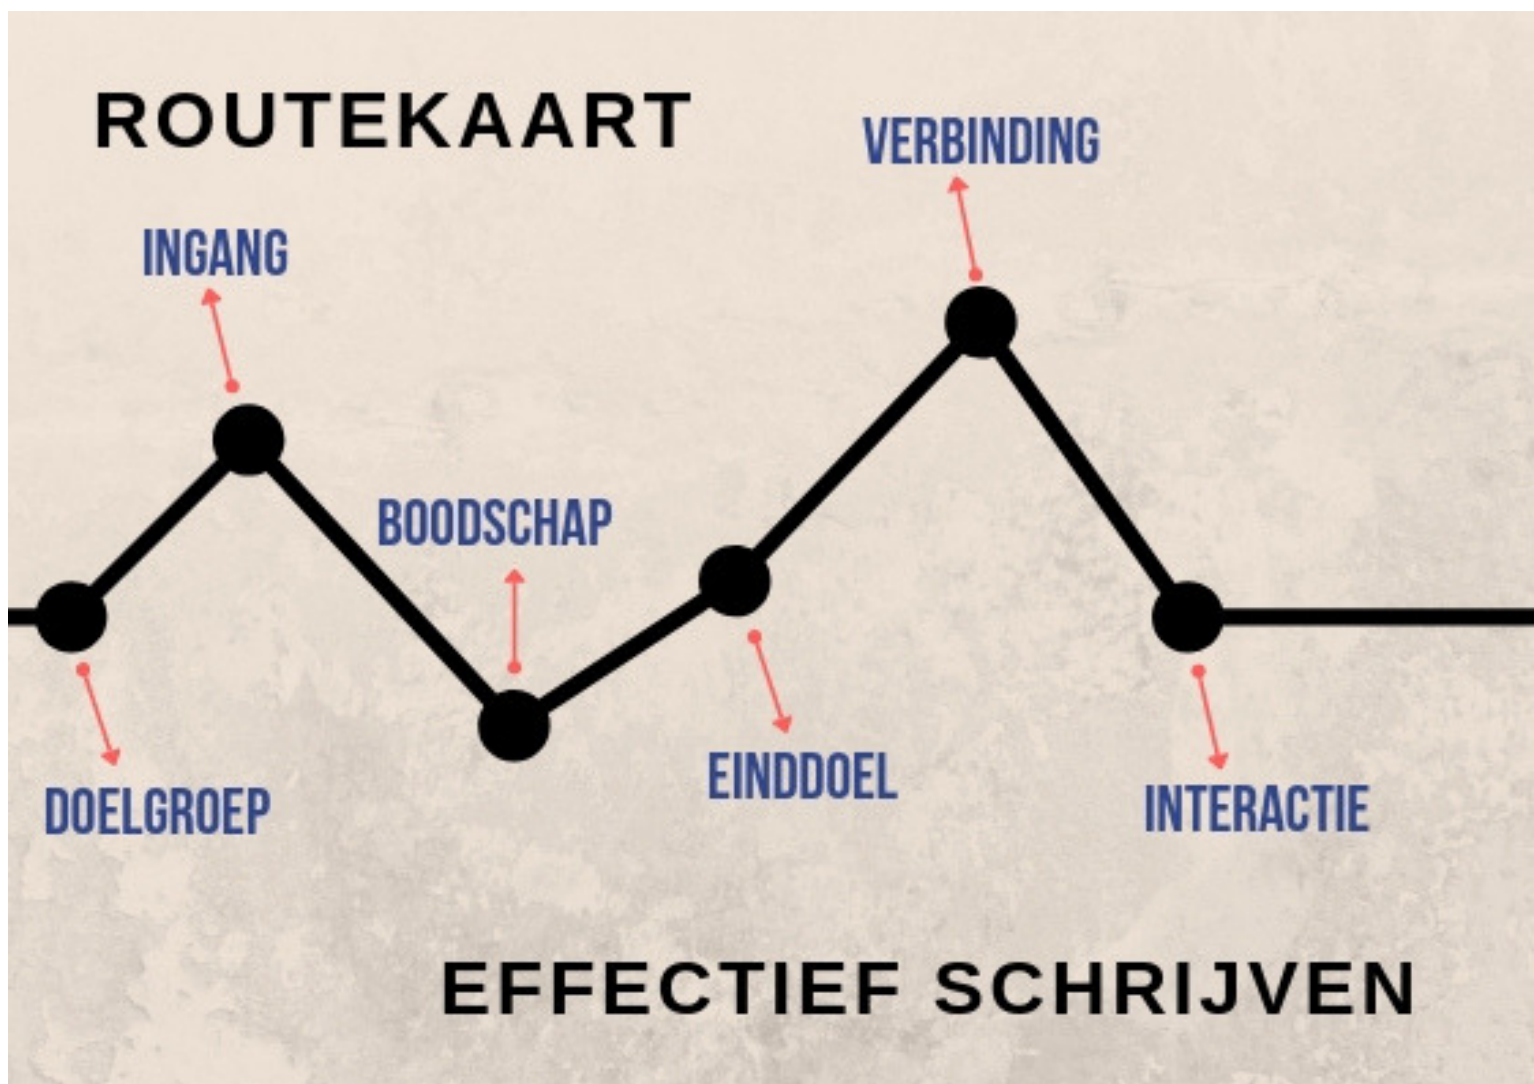 ROUTEKAART
VERBINDING
INGANG
BOODSCHAP
EINDDOEL
DOELGROEP
INTERACTIE
EFFECTIEF SCHRIJVEN